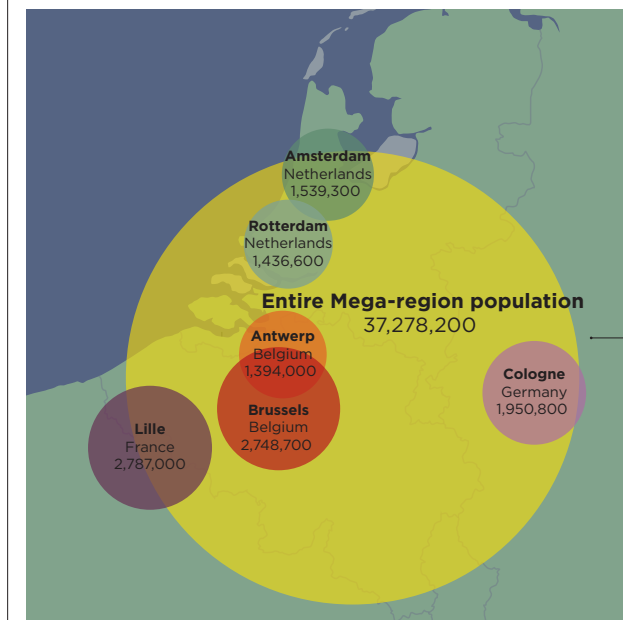 Amsterdam
Netherlands
1,539,300
Rotterdam
Netherlands
1,436,600
Entire Mega-region population
37,278,200
Antwerp
Belgium
1,394,000
Cologne
Germany
1,950,800
Brussels
Belgium
2,748,700
Lille
France
2,787,000